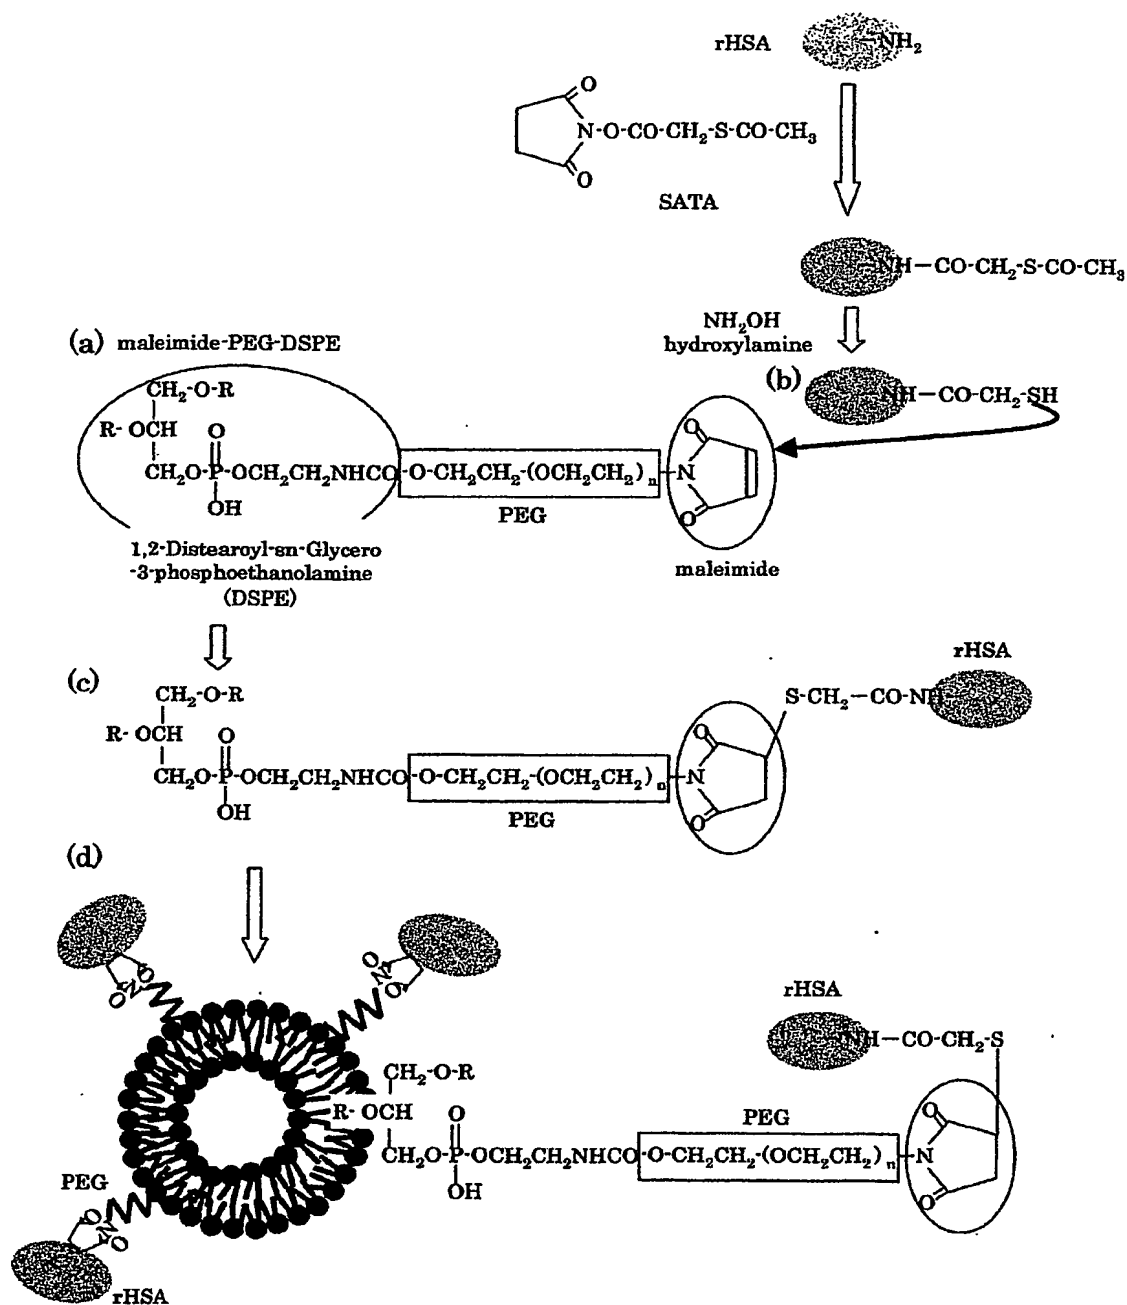 rHSA
-NH2
O
N-O-CO-CH2-S-CO-CH3
O
SATA
NH-CO-CH2-S-CO-CH3
NH2OH
hydroxylamine
(a) maleimide-PEG-DSPE
(b)
NH-CO-CH2-SH
CH2-O-R
R- OCH
O
O
CH2O-P-OCH2CH2NHCO-O-CH2CH2-(OCH2CH2)n-N
OH
O
PEG
maleimide
1,2-Distearoyl-sn-Glycero
-3-phosphoethanolamine
(DSPE)
(c)
rHSA
CH2-O-R
S-CH2-CO-NH
R- OCH
O
O
CH2O-P-OCH2CH2NHCO-O-CH2CH2-(OCH2CH2)n-N
OH
O
PEG
(d)
O
N
O
O
N
O
rHSA
NH-CO-CH2-S
CH2-O-R
R- OCH
O
PEG
O
CH2O-P-OCH2CH2NHCO-O-CH2CH2-(OCH2CH2)n-N
OH
O
PEG
O
N
O
rHSA